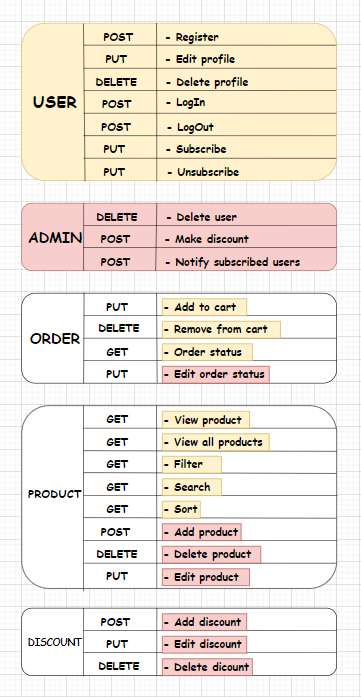 POST - Register
PUT - Edit profile
DELETE - Delete profile
USER
POST - LogIn
POST - LogOut
PUT - Subscribe
PUT - Unsubscribe
DELETE - Delete user
ADMIN
POST - Make discount
POST - Notify subscribed users
PUT - Add to cart
DELETE - Remove from cart
ORDER
GET - Order status
PUT - Edit order status
GET - View product
GET - View all products
GET - Filter
GET - Search
PRODUCT
GET - Sort
POST - Add product
DELETE - Delete product
PUT - Edit product
POST - Add discount
DISCOUNT
PUT - Edit discount
DELETE - Delete dicount